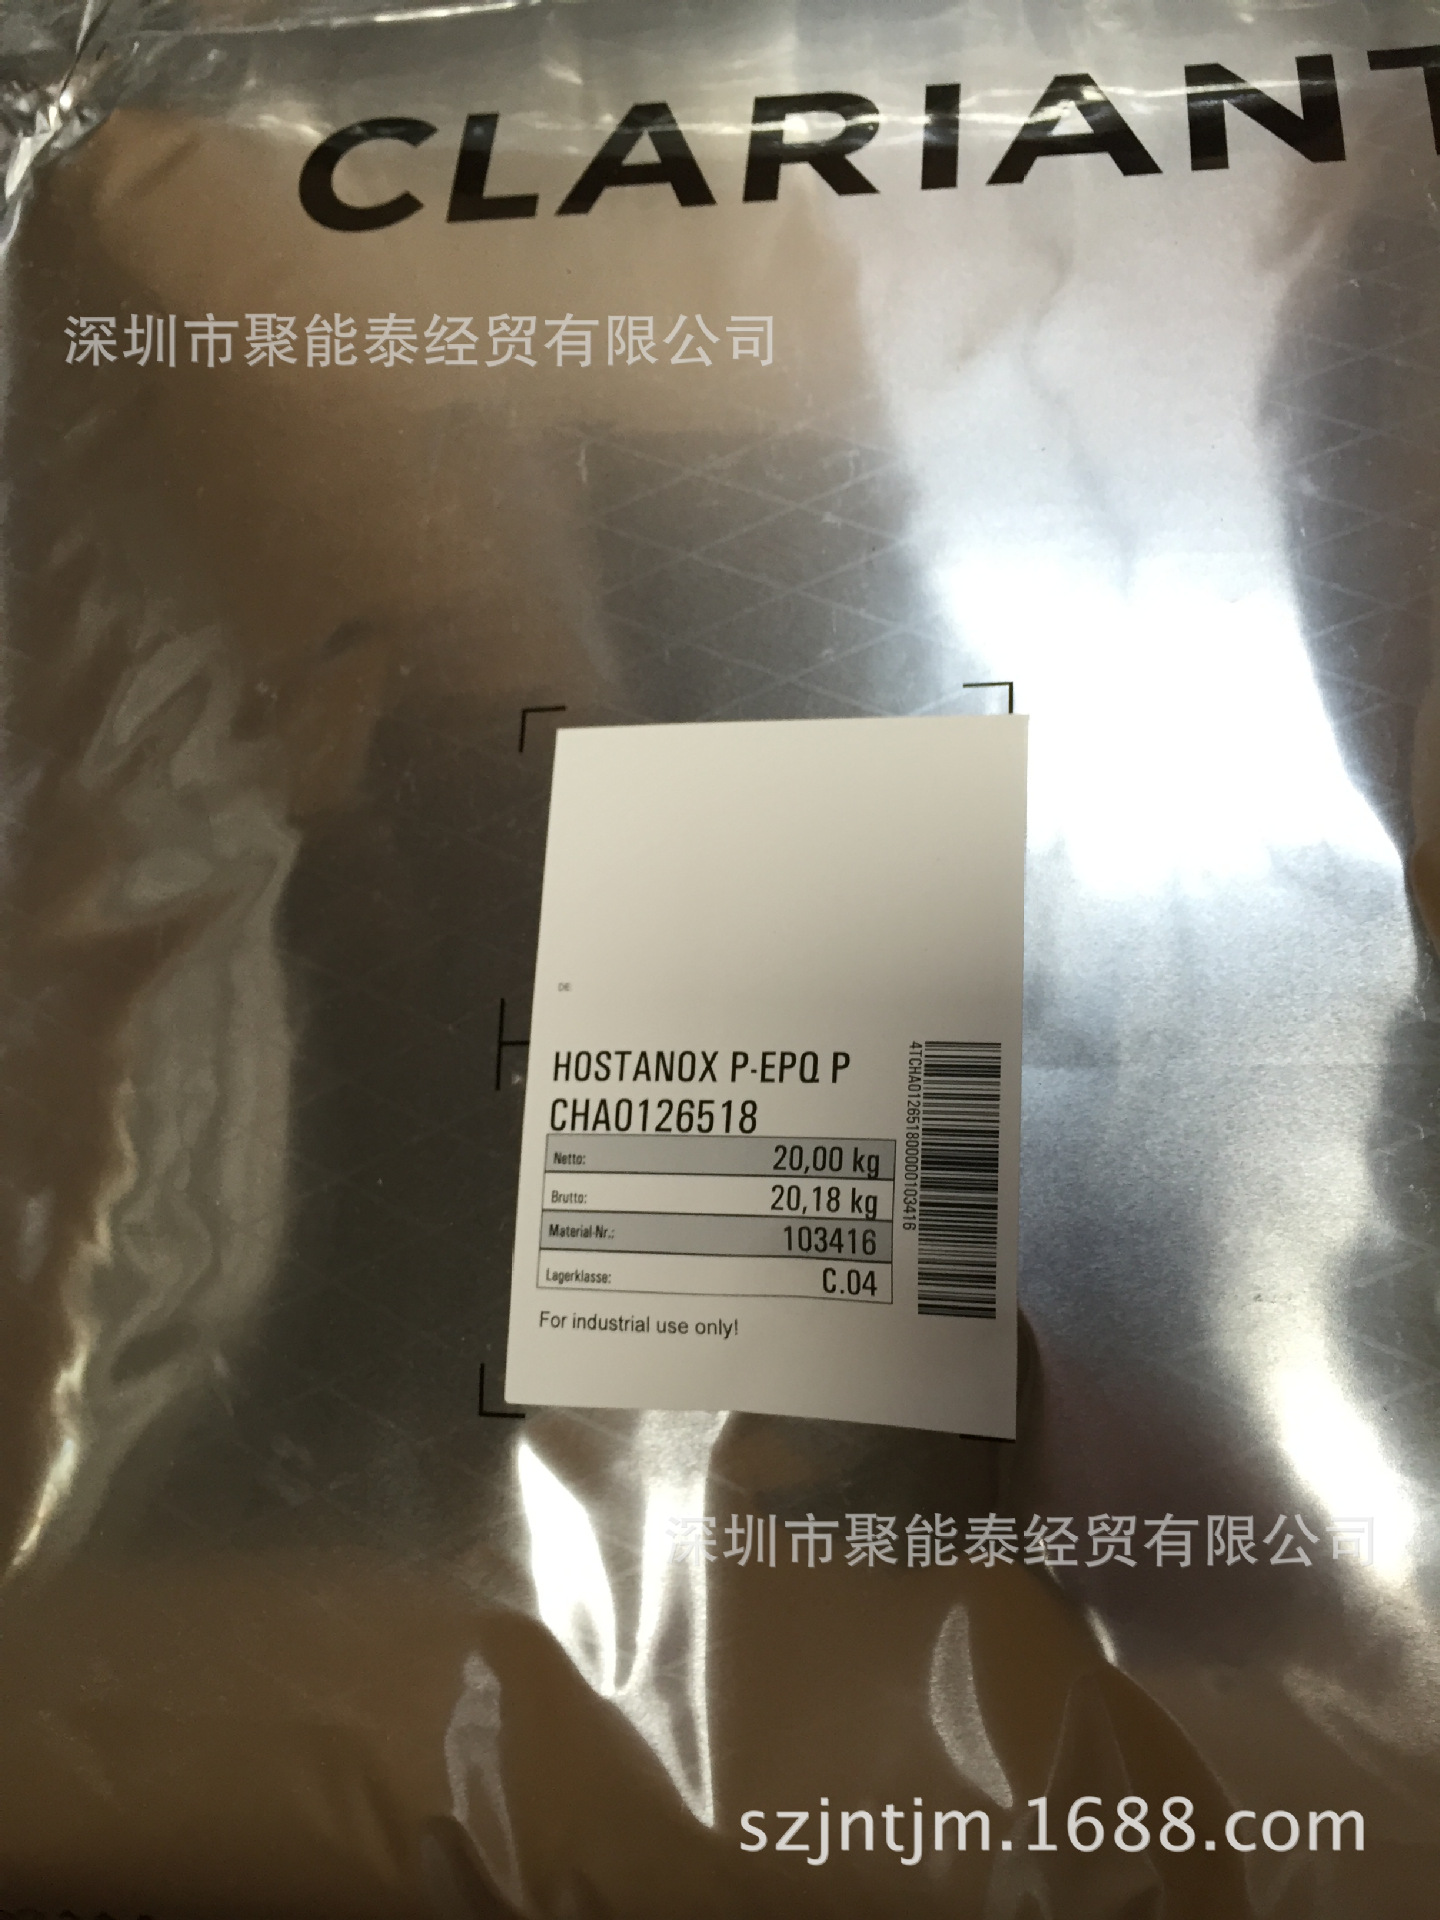 CLARIANT
深圳市聚能泰经贸有限公司
DE
HOSTANOX P-EPQ P
CHA0126518
Netto: 20,00 kg
Brutto: 20,18 kg
Material-Nr.: 103416
Lagerklasse: C.04
For industrial use only!
4TCHA0126518000000103416
深圳市聚能泰经贸有限公司
szjntjm.1688.com